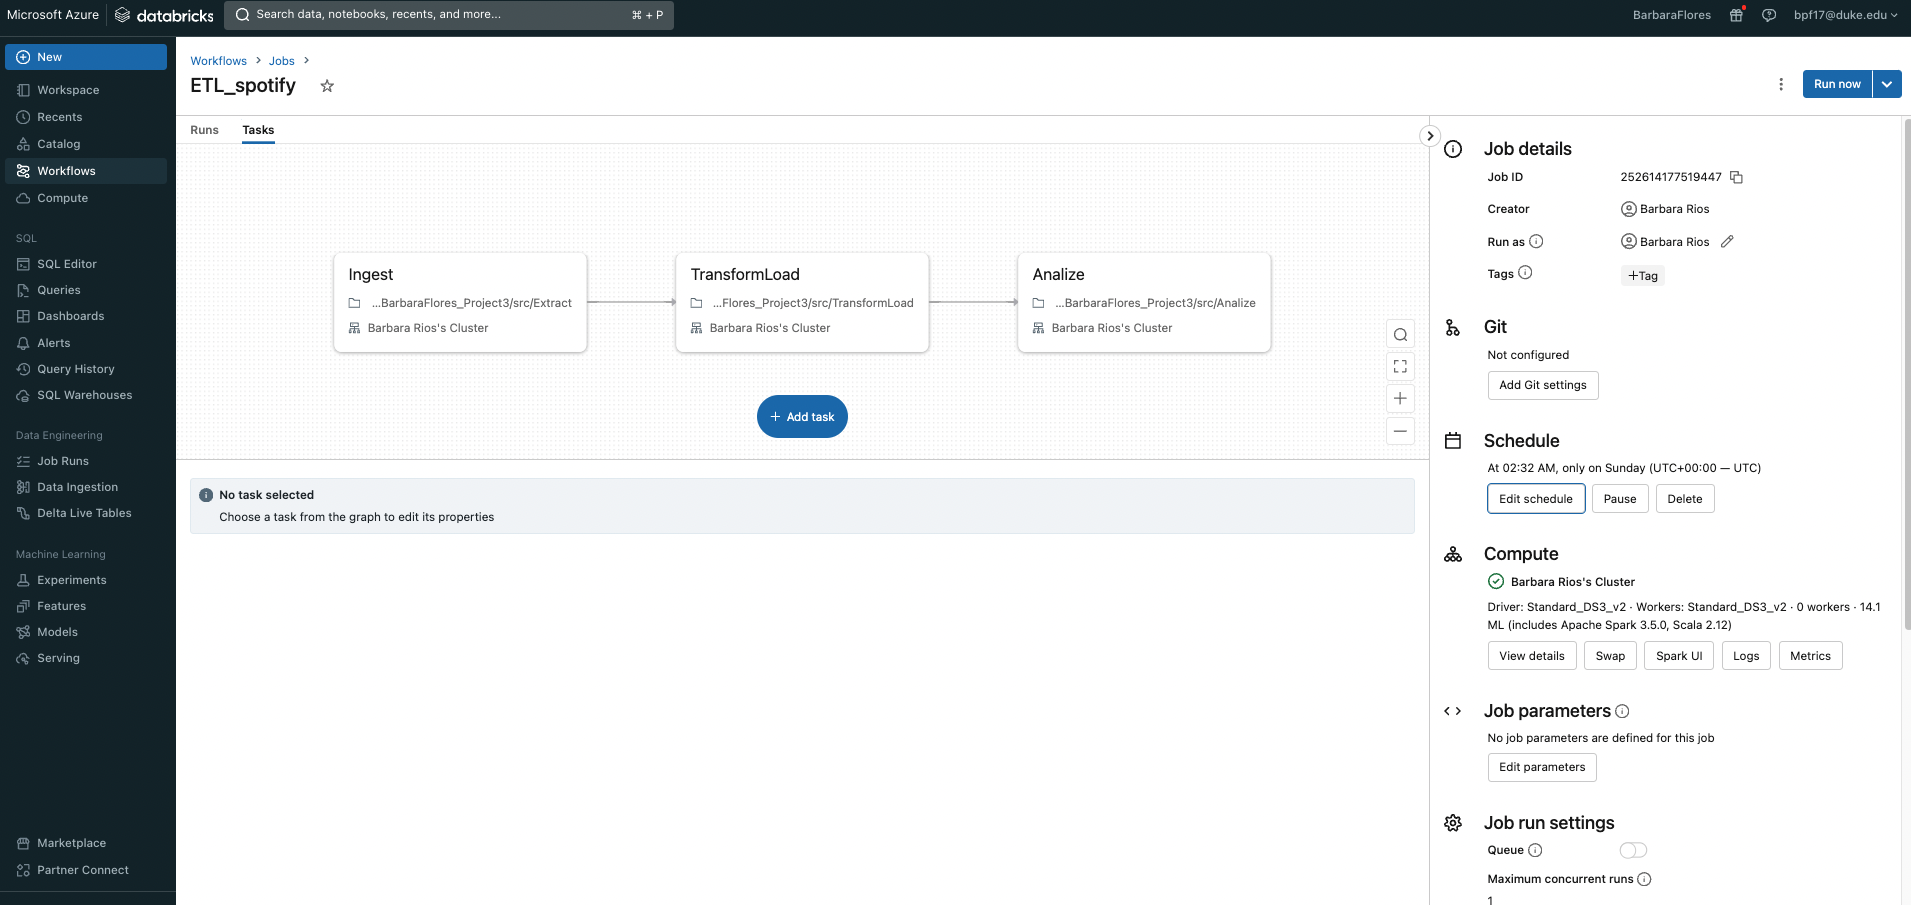 Microsoft Azure databricks Search data, notebooks, recents, and more... ⌘ + P BarbaraFlores bpf17@duke.edu
New
Workspace
Recents
Catalog
Workflows
Compute
SQL
SQL Editor
Queries
Dashboards
Alerts
Query History
SQL Warehouses
Data Engineering
Job Runs
Data Ingestion
Delta Live Tables
Machine Learning
Experiments
Features
Models
Serving
Marketplace
Partner Connect
Workflows > Jobs >
ETL_spotify
Run now
Runs Tasks
Ingest
...BarbaraFlores_Project3/src/Extract
Barbara Rios's Cluster
TransformLoad
...Flores_Project3/src/TransformLoad
Barbara Rios's Cluster
Analize
...BarbaraFlores_Project3/src/Analize
Barbara Rios's Cluster
+ Add task
No task selected
Choose a task from the graph to edit its properties
Job details
Job ID 252614177519447
Creator Barbara Rios
Run as Barbara Rios
Tags +Tag
Git
Not configured
Add Git settings
Schedule
At 02:32 AM, only on Sunday (UTC+00:00 — UTC)
Edit schedule Pause Delete
Compute
Barbara Rios's Cluster
Driver: Standard_DS3_v2 · Workers: Standard_DS3_v2 · 0 workers · 14.1
ML (includes Apache Spark 3.5.0, Scala 2.12)
View details Swap Spark UI Logs Metrics
Job parameters
No job parameters are defined for this job
Edit parameters
Job run settings
Queue
Maximum concurrent runs
1